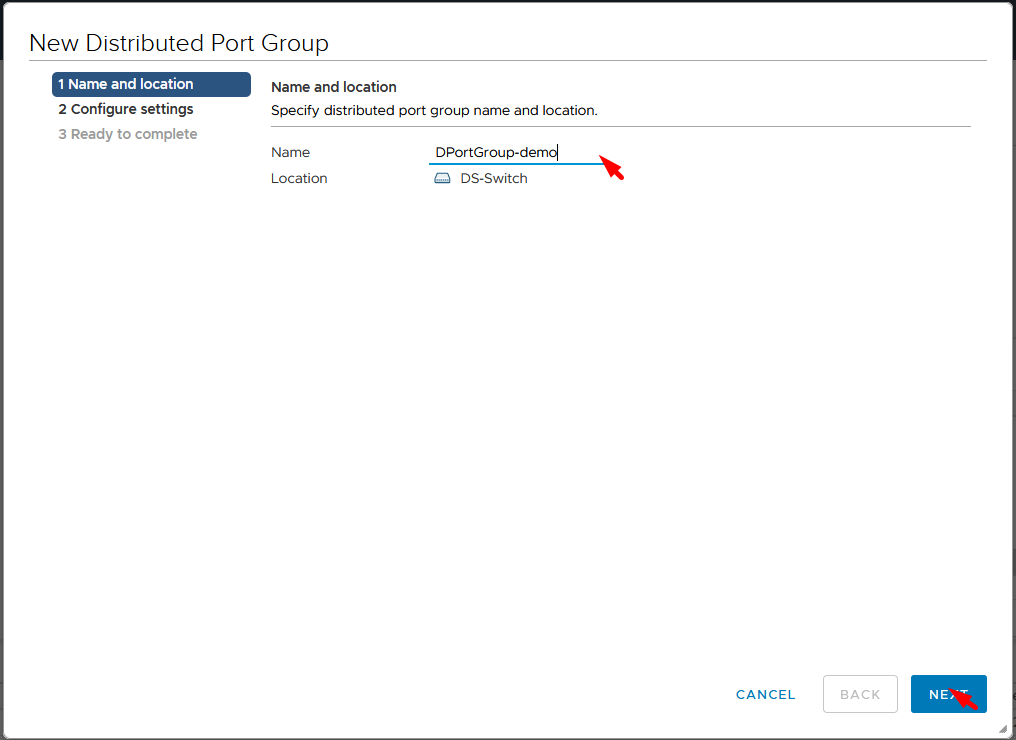 New Distributed Port Group
1 Name and location
2 Configure settings
3 Ready to complete
Name and location
Specify distributed port group name and location.
Name DPortGroup-demo
Location DS-Switch
CANCEL BACK NEXT